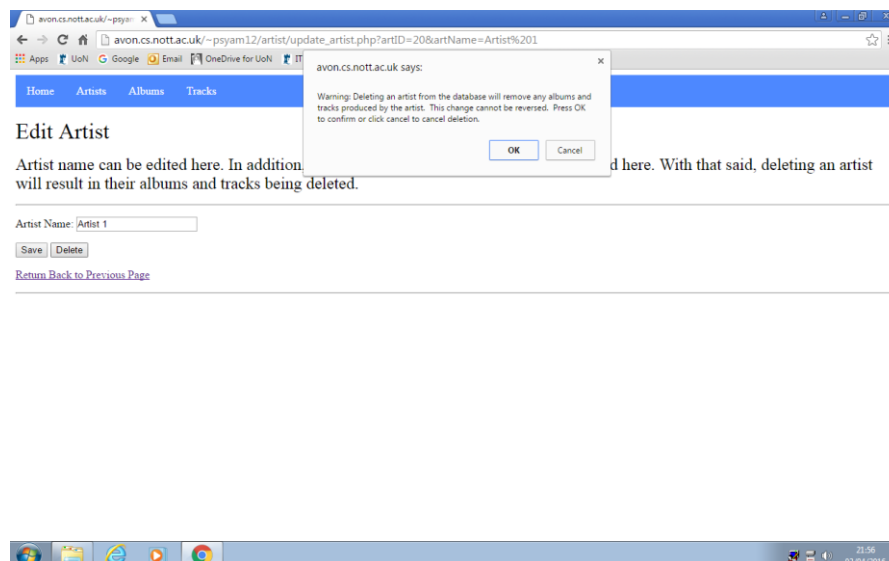 avon.cs.nott.ac.uk/~psyam
avon.cs.nott.ac.uk/~psyam12/artist/update_artist.php?artID=20&artName=Artist%201
Apps UoN Google Email OneDrive for UoN IT
avon.cs.nott.ac.uk says:
Warning: Deleting an artist from the database will remove any albums and
tracks produced by the artist. This change cannot be reversed. Press OK
to confirm or click cancel to cancel deletion.
OK Cancel
Home Artists Albums Tracks
Edit Artist
Artist name can be edited here. In addition, d here. With that said, deleting an artist
will result in their albums and tracks being deleted.
Artist Name: Artist 1
Save Delete
Return Back to Previous Page
21:56